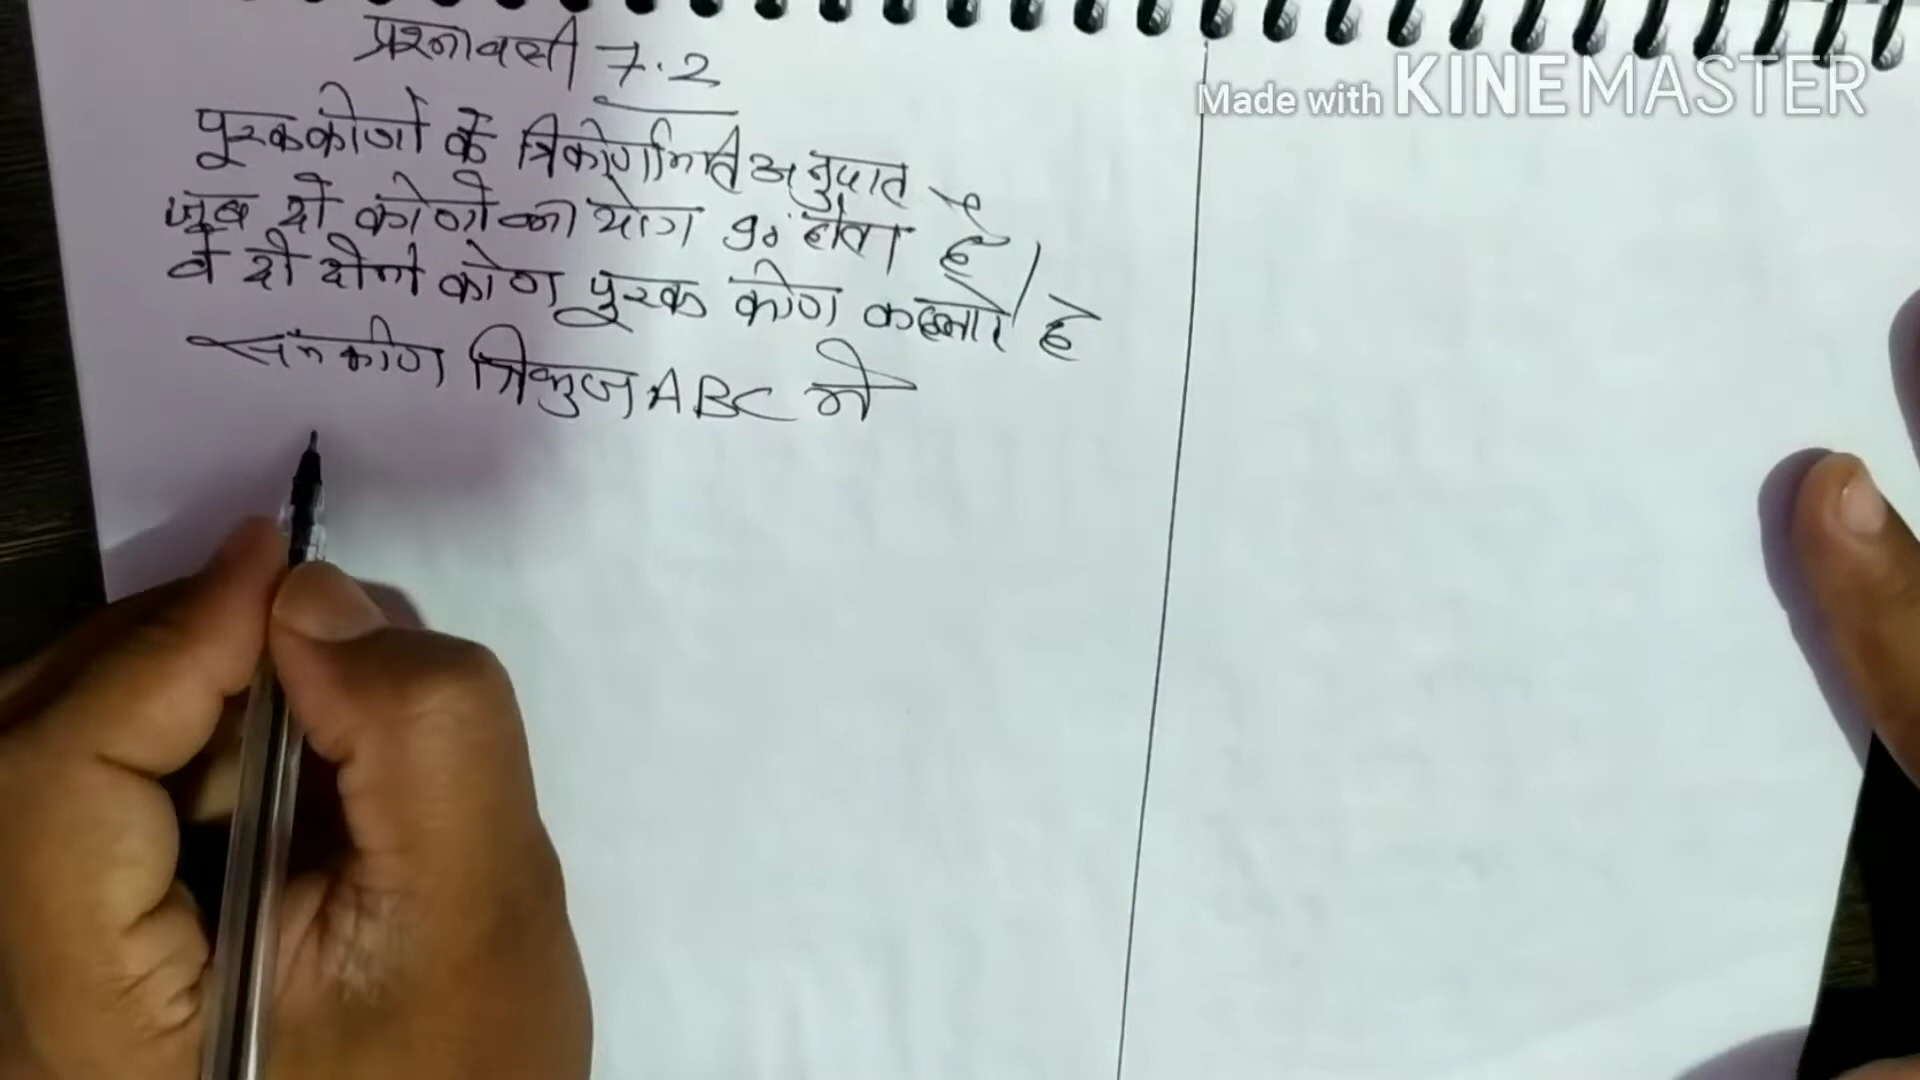 प्रश्नावली 7.2
Made with KINEMASTER
पूरक कोणों के त्रिकोणमिति अनुपात
जब दो कोणों का योग 90° होता है।
वे दोनों कोण पूरक कोण कहलाते है
समकोण त्रिभुज ABC में